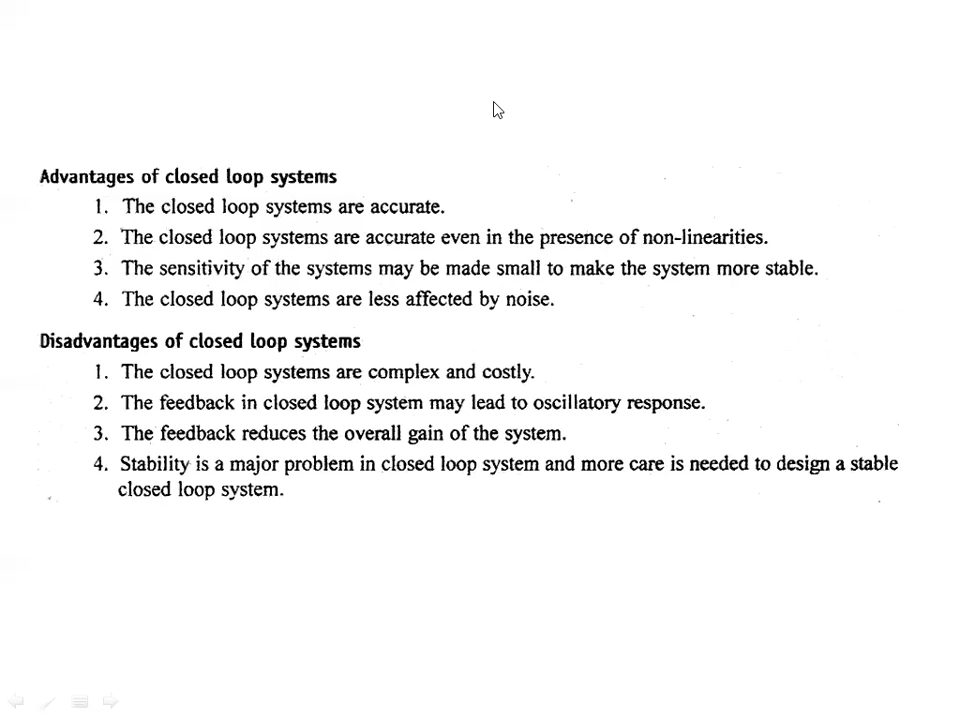 Advantages of closed loop systems
1. The closed loop systems are accurate.
2. The closed loop systems are accurate even in the presence of non-linearities.
3. The sensitivity of the systems may be made small to make the system more stable.
4. The closed loop systems are less affected by noise.
Disadvantages of closed loop systems
1. The closed loop systems are complex and costly.
2. The feedback in closed loop system may lead to oscillatory response.
3. The feedback reduces the overall gain of the system.
4. Stability is a major problem in closed loop system and more care is needed to design a stable
closed loop system.